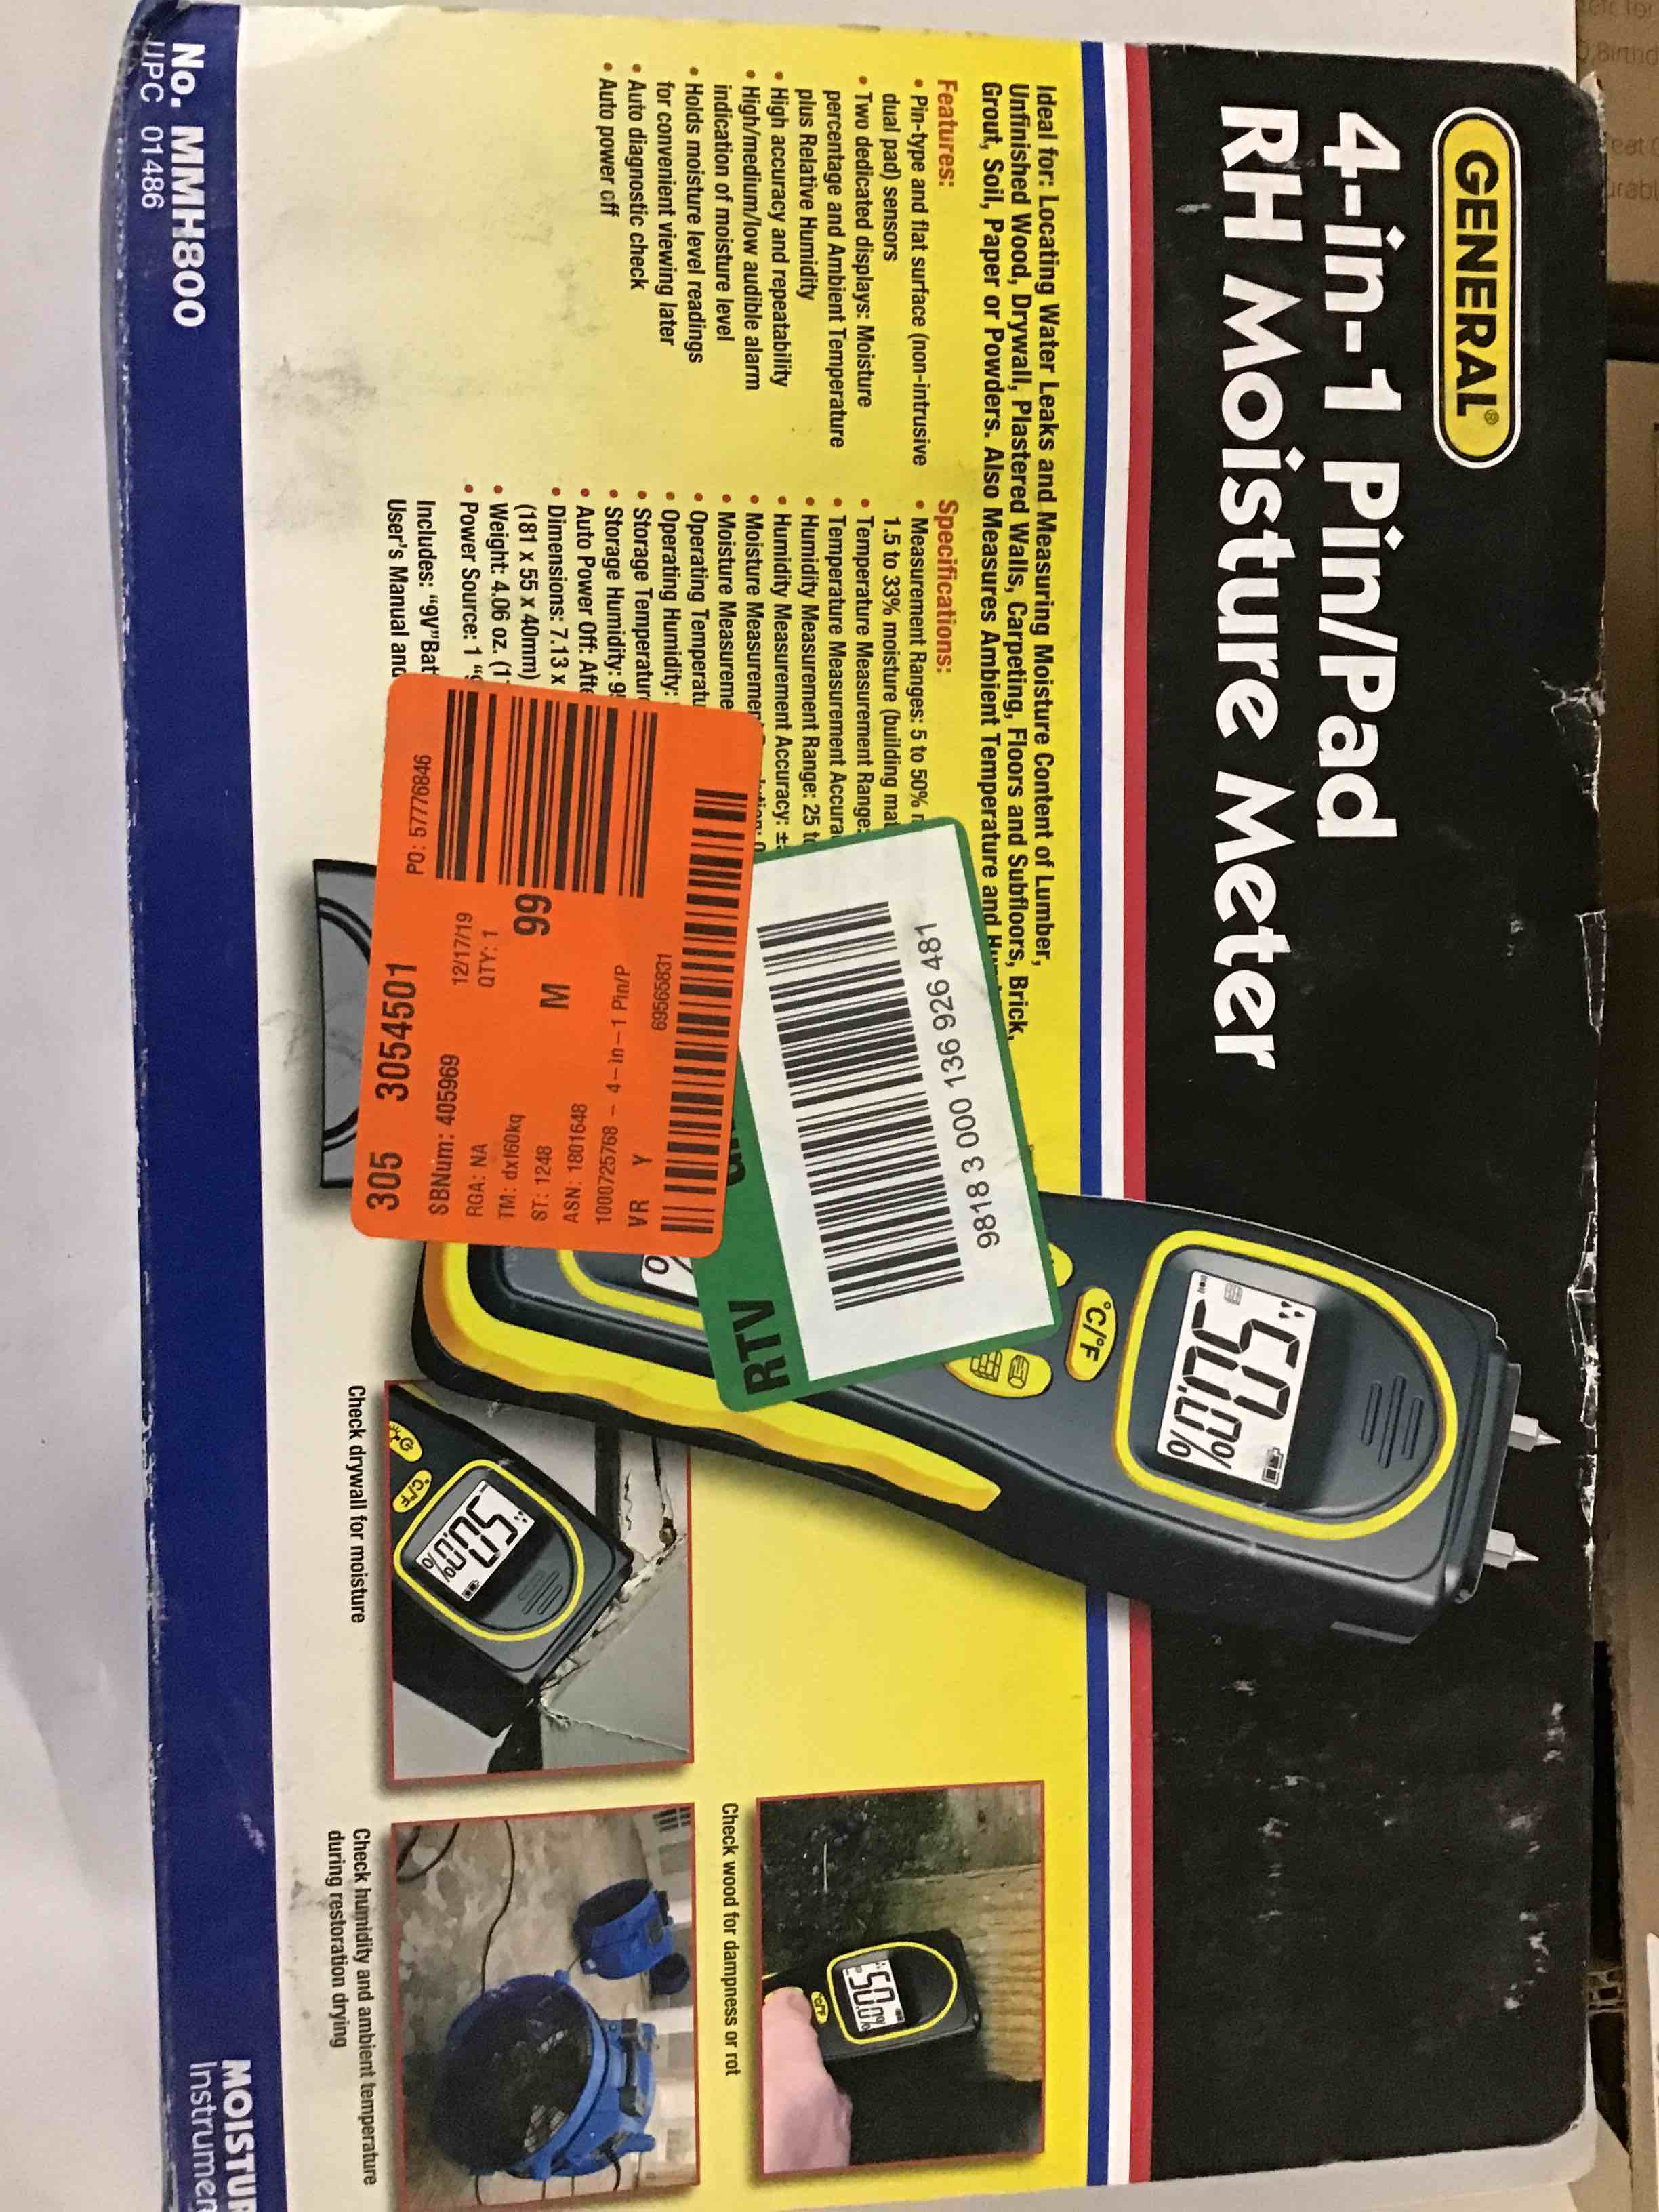 GENERAL®
4-in-1 Pin/Pad
RH Moisture Meter
Ideal for: Locating Water Leaks and Measuring Moisture Content of Lumber,
Unfinished Wood, Drywall, Plastered Walls, Carpeting, Floors and Subfloors, Brick,
Grout, Soil, Paper or Powders. Also Measures Ambient Temperature and
Features:
• Pin-type and flat surface (non-intrusive
dual pad) sensors
• Two dedicated displays: Moisture
percentage and Ambient Temperature
plus Relative Humidity
• High accuracy and repeatability
• High/medium/low audible alarm
indication of moisture level
• Holds moisture level readings
for convenient viewing later
• Auto diagnostic check
• Auto power off
Specifications:
• Measurement Ranges: 5 to 50%
1.5 to 33% moisture (building
• Temperature Measurement Range:
• Temperature Measurement
• Humidity Measurement Range: 25
• Humidity Measurement Accuracy: ±
• Moisture
• Moisture
• Operating
• Operating Humidity:
• Storage
• Storage Humidity:
• Auto Power Off:
• Dimensions: 7.13 x
(181 x 55 x 40mm)
• Weight: 4.06 oz.
• Power Source: 1
Includes: "9V"
User's Manual
50.0%
°C/°F
9818 3 000 136 926 481
RTV
695655831
VR Y
1000725768 - 4-in-1 Pin/P
ASN: 1801648
M
ST: 1248
99
TM: dxl60kq
RGA: NA
QTY: 1
SBNum: 405969
12/17/19
305 3054501
PO: 57776846
50.0%
°C/°F
Check drywall for moisture
50.0%
°C/°F
Check wood for dampness or rot
Check humidity and ambient temperature
during restoration drying
No. MMH800
UPC 01486